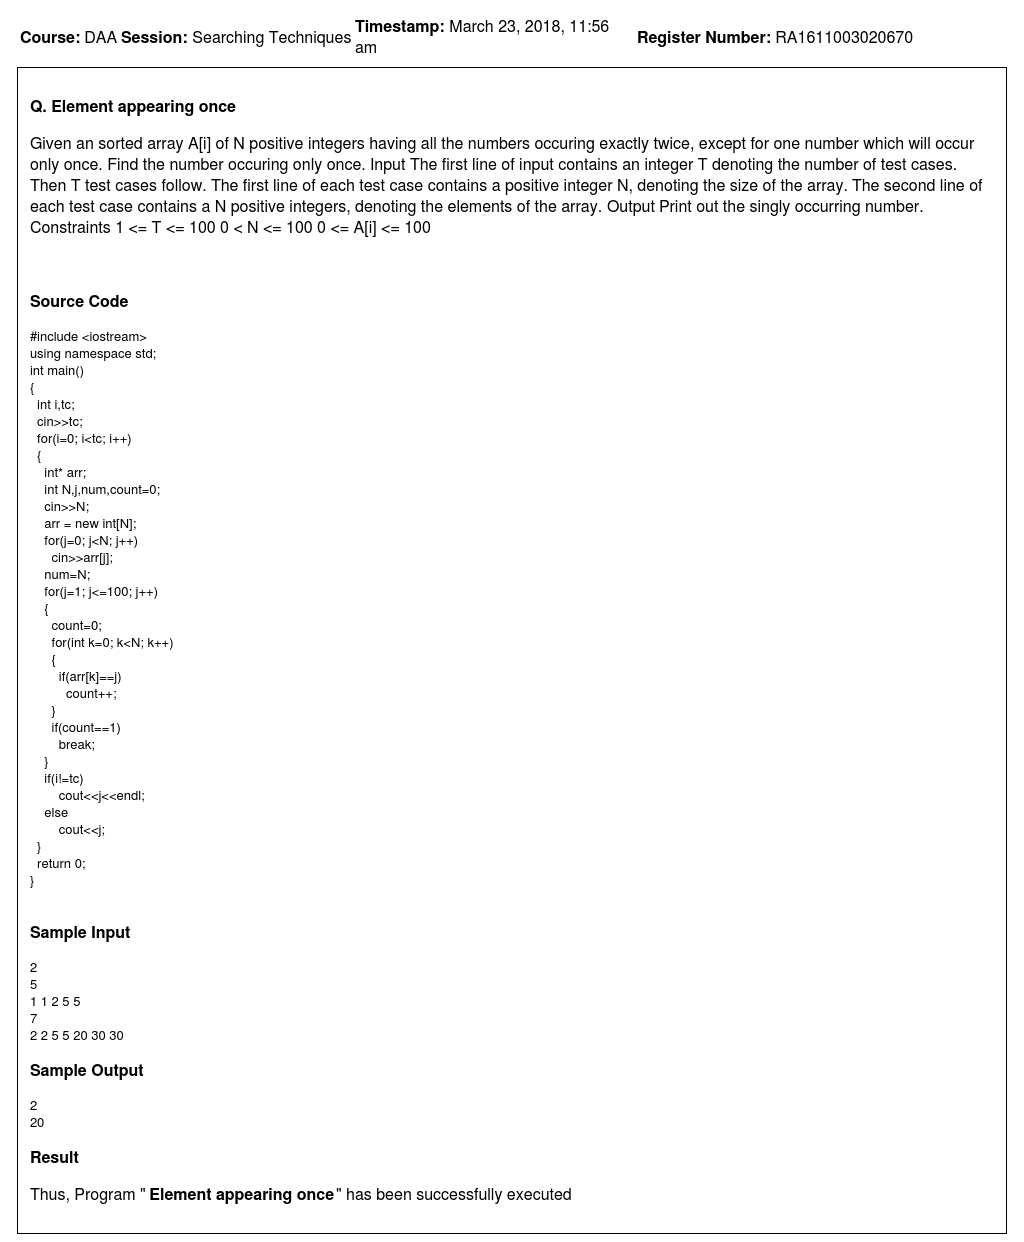 Course: DAA Session: Searching Techniques Timestamp: March 23, 2018, 11:56 am Register Number: RA1611003020670
Q. Element appearing once
Given an sorted array A[i] of N positive integers having all the numbers occuring exactly twice, except for one number which will occur
only once. Find the number occuring only once. Input The first line of input contains an integer T denoting the number of test cases.
Then T test cases follow. The first line of each test case contains a positive integer N, denoting the size of the array. The second line of
each test case contains a N positive integers, denoting the elements of the array. Output Print out the singly occurring number.
Constraints 1 <= T <= 100 0 < N <= 100 0 <= A[i] <= 100
Source Code
#include <iostream>
using namespace std;
int main()
{
  int i,tc;
  cin>>tc;
  for(i=0; i<tc; i++)
  {
    int* arr;
    int N,j,num,count=0;
    cin>>N;
    arr = new int[N];
    for(j=0; j<N; j++)
      cin>>arr[j];
    num=N;
    for(j=1; j<=100; j++)
    {
      count=0;
      for(int k=0; k<N; k++)
      {
        if(arr[k]==j)
          count++;
      }
      if(count==1)
        break;
    }
    if(i!=tc)
        cout<<j<<endl;
    else
        cout<<j;
  }
  return 0;
}
Sample Input
2
5
1 1 2 5 5
7
2 2 5 5 20 30 30
Sample Output
2
20
Result
Thus, Program " Element appearing once" has been successfully executed